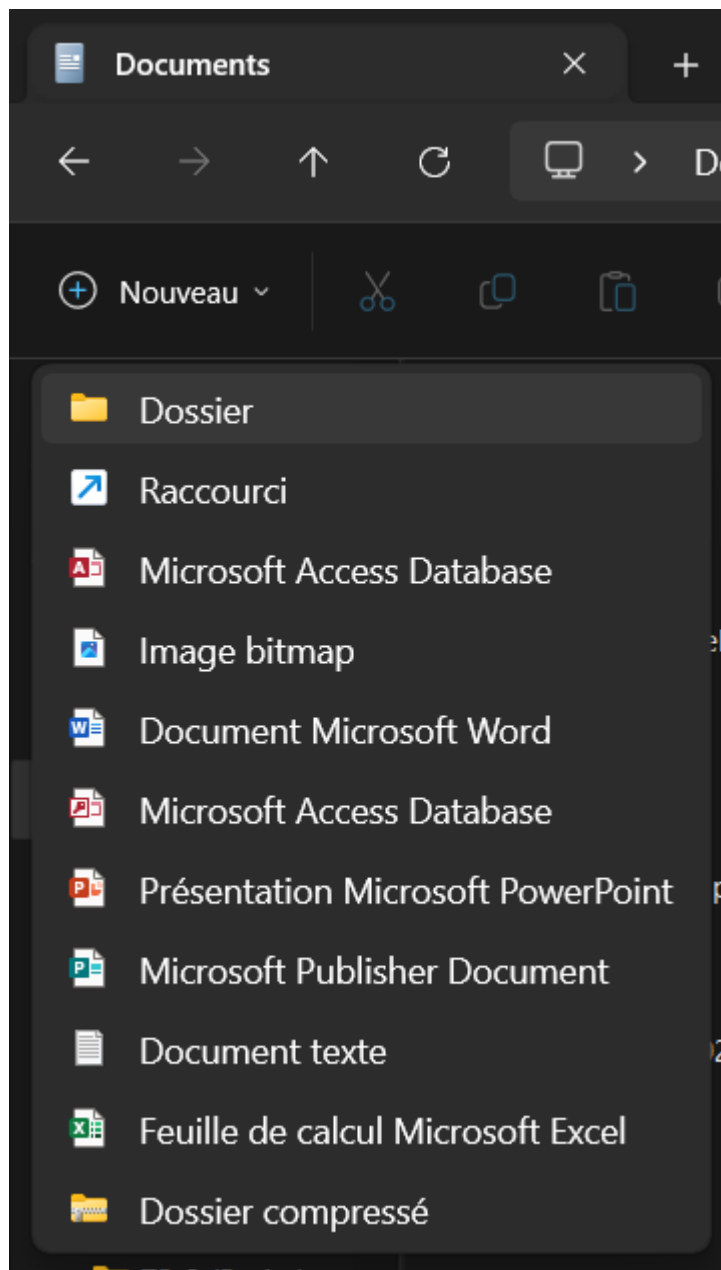 Documents
Nouveau
Dossier
Raccourci
Microsoft Access Database
Image bitmap
Document Microsoft Word
Microsoft Access Database
Présentation Microsoft PowerPoint
Microsoft Publisher Document
Document texte
Feuille de calcul Microsoft Excel
Dossier compressé